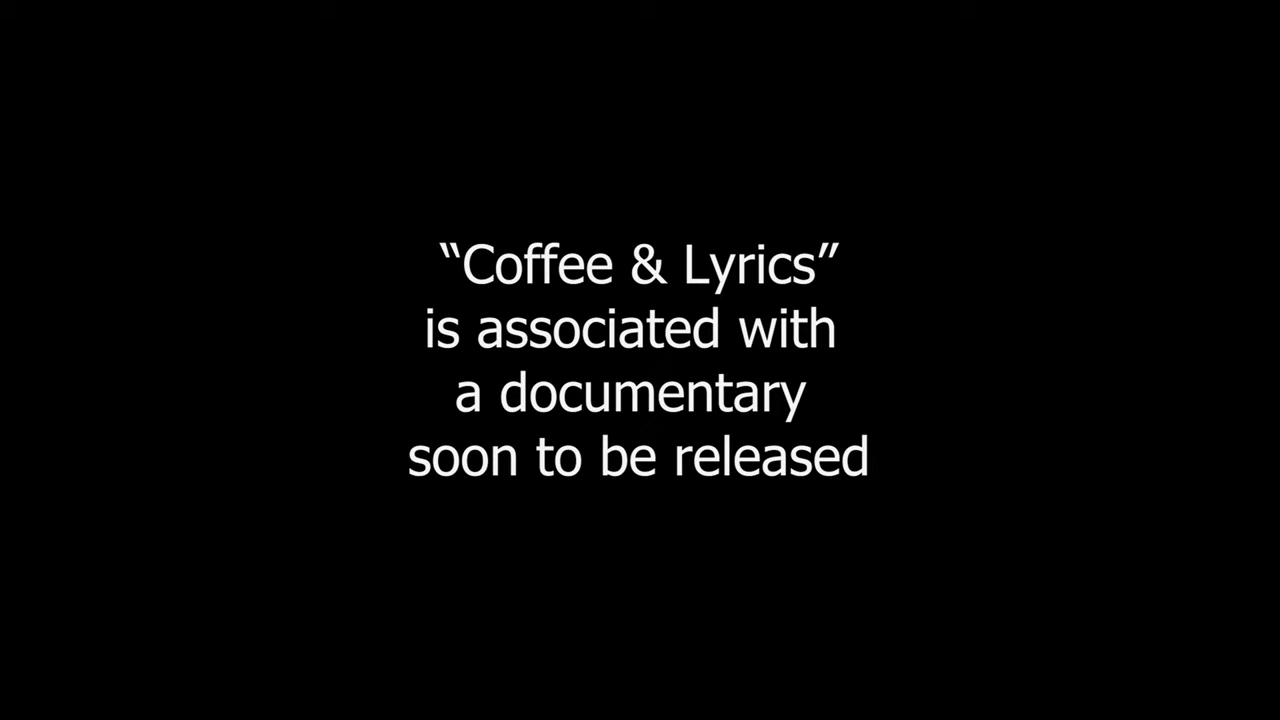 “Coffee & Lyrics”
is associated with
a documentary
soon to be released